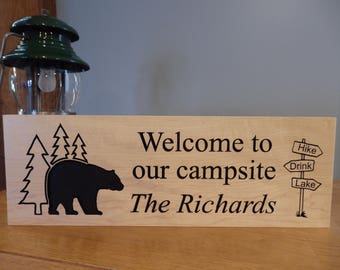 Welcome to
our campsite
The Richards
Hike
Drink
Lake